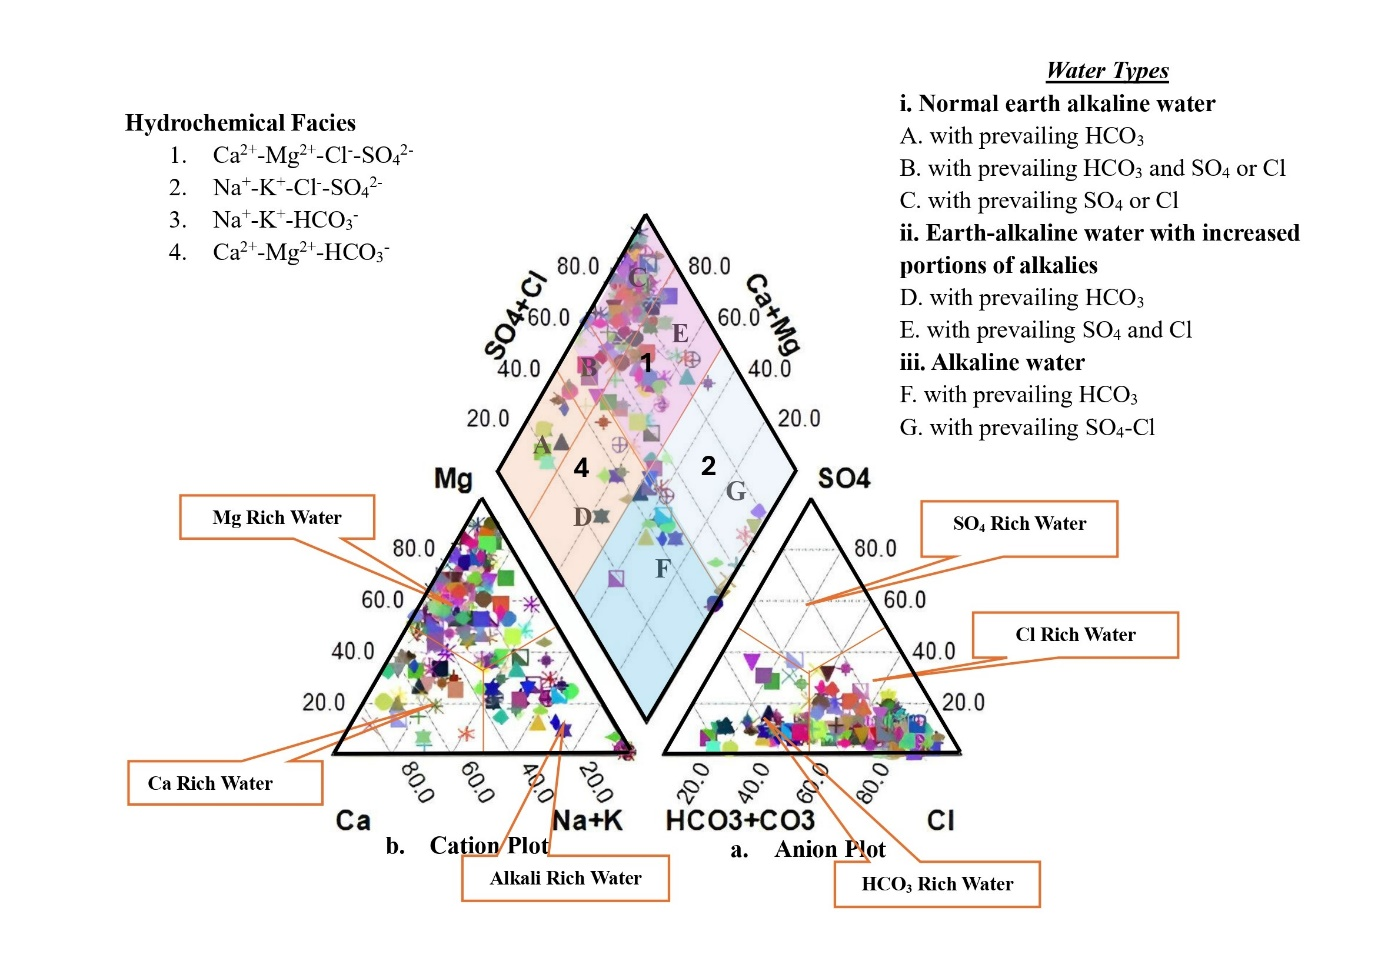 Water Types
i. Normal earth alkaline water
A. with prevailing HCO₃
B. with prevailing HCO₃ and SO₄ or Cl
C. with prevailing SO₄ or Cl
ii. Earth-alkaline water with increased
portions of alkalies
D. with prevailing HCO₃
E. with prevailing SO₄ and Cl
iii. Alkaline water
F. with prevailing HCO₃
G. with prevailing SO₄-Cl
Hydrochemical Facies
1. Ca²⁺-Mg²⁺-Cl⁻-SO₄²⁻
2. Na⁺-K⁺-Cl⁻-SO₄²⁻
3. Na⁺-K⁺-HCO₃⁻
4. Ca²⁺-Mg²⁺-HCO₃⁻
SO4+Cl
Ca+Mg
80.0
80.0
60.0
60.0
40.0
40.0
20.0
20.0
C
E
1
B
A
4
2
G
D
F
Mg
SO4
Mg Rich Water
SO₄ Rich Water
80.0
80.0
60.0
60.0
Cl Rich Water
40.0
40.0
20.0
20.0
Ca Rich Water
80.0
60.0
40.0
20.0
20.0
40.0
60.0
80.0
Ca
Na+K
HCO3+CO3
Cl
b. Cation Plot
a. Anion Plot
Alkali Rich Water
HCO₃ Rich Water